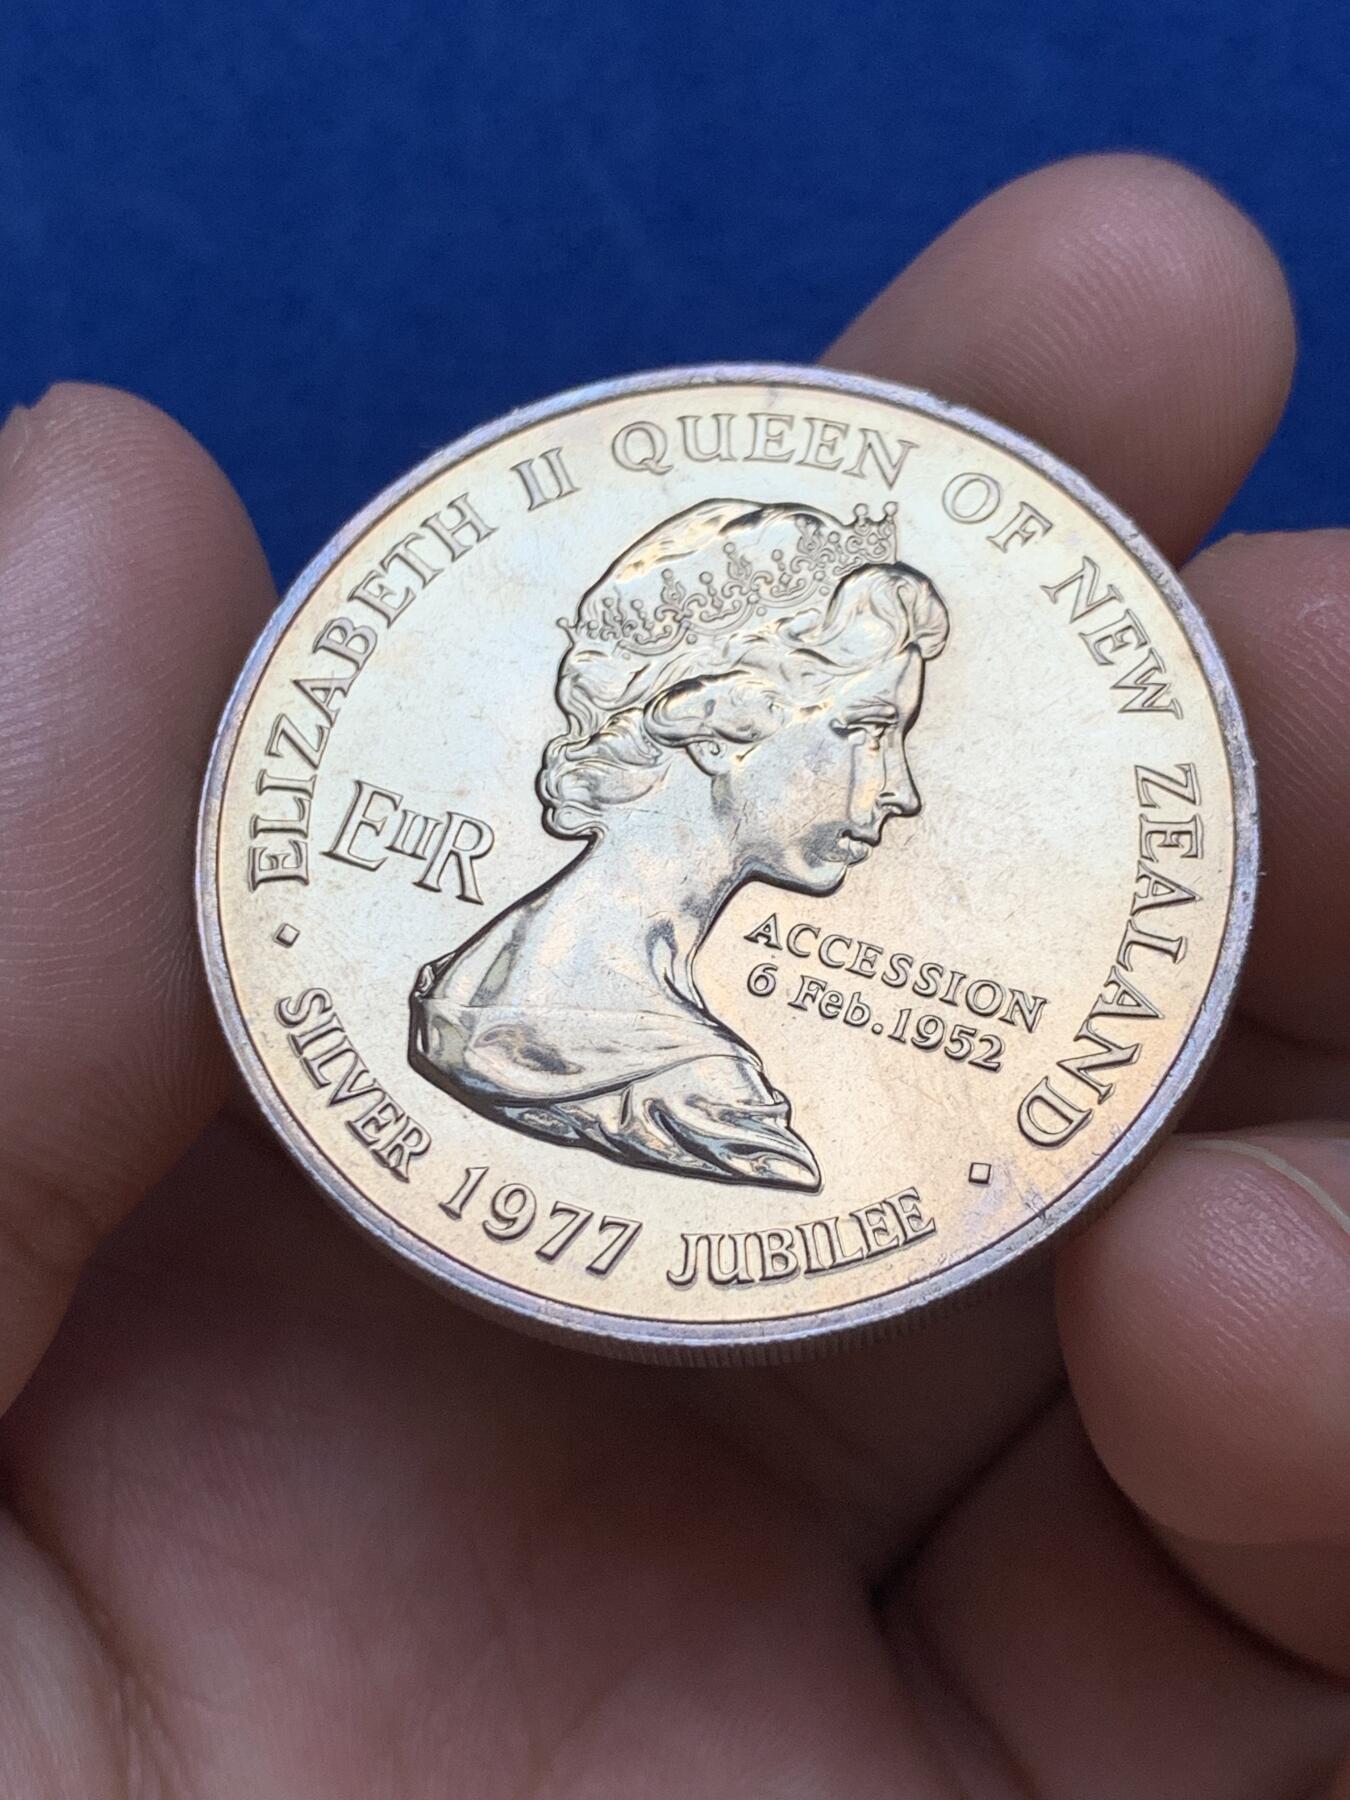 · ELIZABETH II QUEEN OF NEW ZEALAND ·
EIIR
ACCESSION
6 Feb. 1952
SILVER 1977 JUBILEE